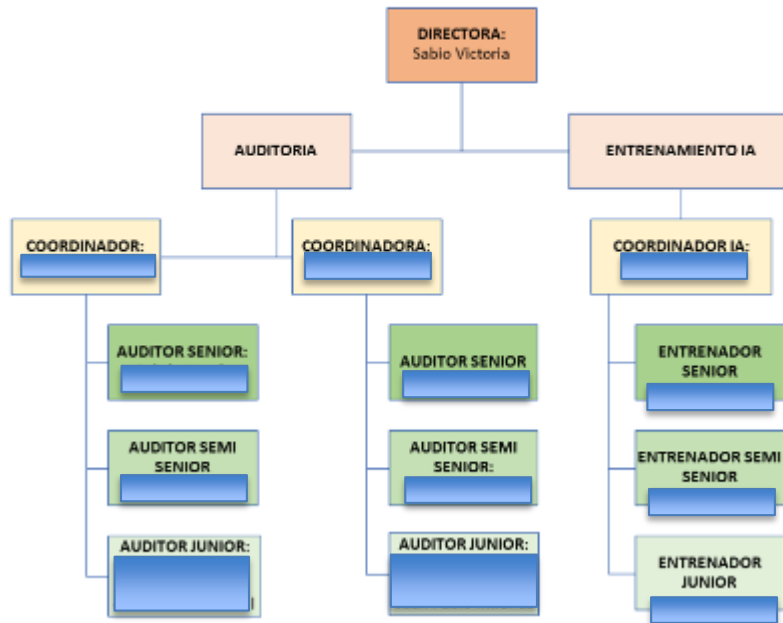 DIRECTORA:
Sabio Victoria
AUDITORIA
ENTRENAMIENTO IA
COORDINADOR:
COORDINADORA:
COORDINADOR IA:
AUDITOR SENIOR:
AUDITOR SENIOR
ENTRENADOR
SENIOR
AUDITOR SEMI
SENIOR
AUDITOR SEMI
SENIOR:
ENTRENADOR SEMI
SENIOR
AUDITOR JUNIOR:
AUDITOR JUNIOR:
ENTRENADOR
JUNIOR